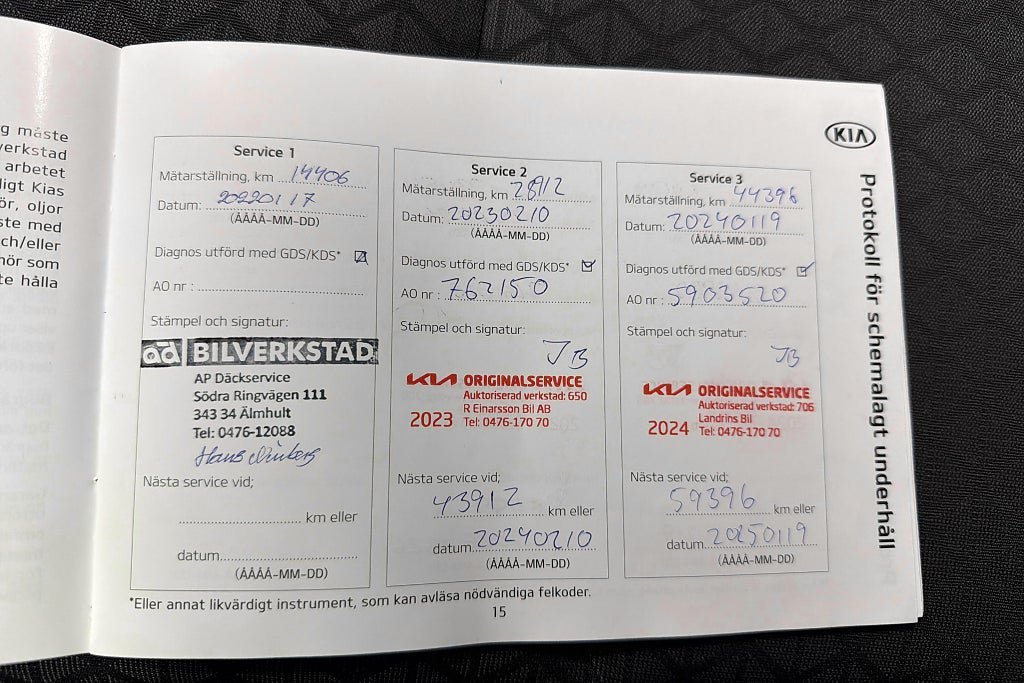 g måste
verkstad
arbetet
ligt Kias
ör, oljor
ste med
ch/eller
hör som
te hålla
KIA
Protokoll för schemalagt underhåll
Service 1
Mätarställning, km 14406
Datum: 20220117
(ÅÅÅÅ-MM-DD)
Diagnos utförd med GDS/KDS*
AO nr :
Stämpel och signatur:
ad BILVERKSTAD
AP Däckservice
Södra Ringvägen 111
343 34 Älmhult
Tel: 0476-12088
Nästa service vid;
km eller
datum
(ÅÅÅÅ-MM-DD)
Service 2
Mätarställning, km 28912
Datum: 20230210
(ÅÅÅÅ-MM-DD)
Diagnos utförd med GDS/KDS*
AO nr : 762150
Stämpel och signatur:
JB
KIA ORIGINALSERVICE
Auktoriserad verkstad: 650
R Einarsson Bil AB
2023 Tel: 0476-170 70
Nästa service vid;
43912 km eller
datum 20240210
(ÅÅÅÅ-MM-DD)
Service 3
Mätarställning, km 44396
Datum: 20240119
(ÅÅÅÅ-MM-DD)
Diagnos utförd med GDS/KDS*
AO nr : 5903520
Stämpel och signatur:
JB
KIA ORIGINALSERVICE
Auktoriserad verkstad: 706
Landrins Bil
2024 Tel: 0476-170 70
Nästa service vid;
59396 km eller
datum 20250119
(ÅÅÅÅ-MM-DD)
*Eller annat likvärdigt instrument, som kan avläsa nödvändiga felkoder.
15